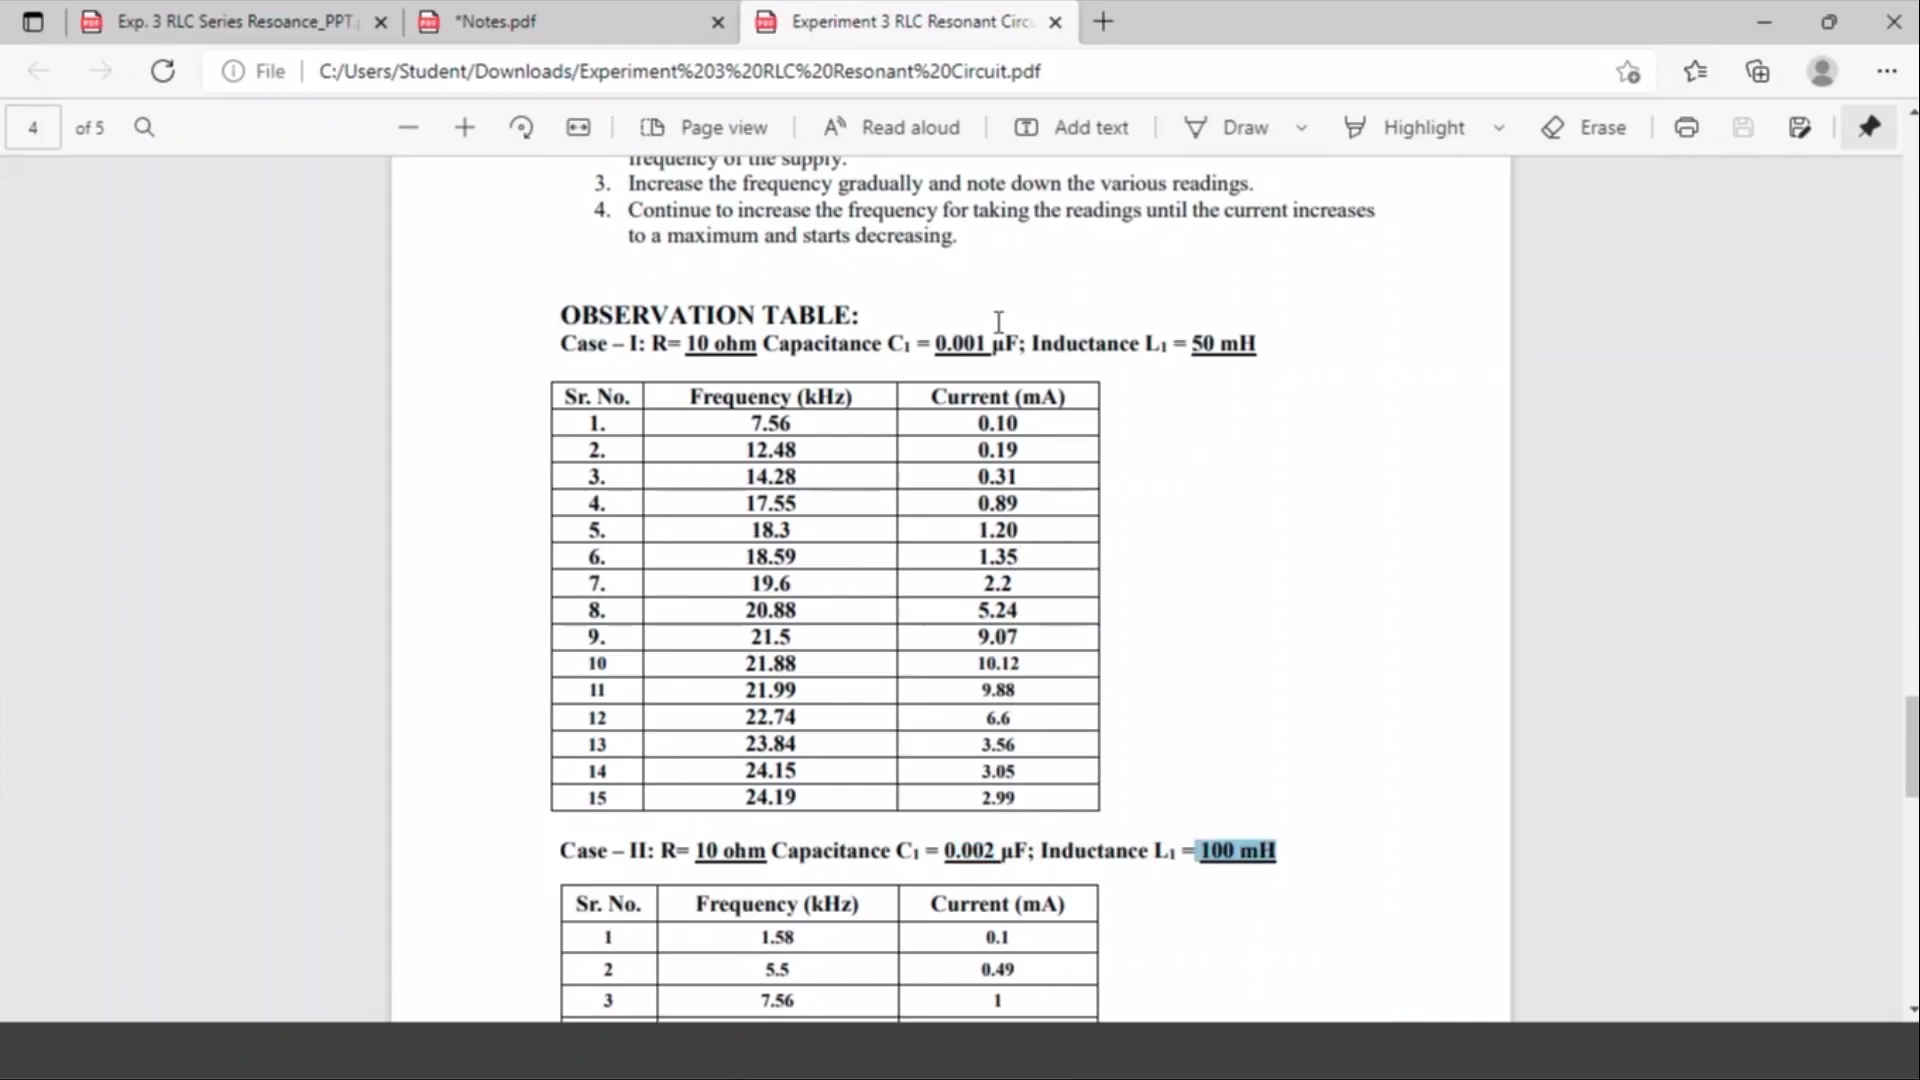 Exp. 3 RLC Series Resoance_PPT.
*Notes.pdf
Experiment 3 RLC Resonant Circ
File
C:/Users/Student/Downloads/Experiment%203%20RLC%20Resonant%20Circuit.pdf
4 of 5
Page view
Read aloud
Add text
Draw
Highlight
Erase
frequency of the supply.
3. Increase the frequency gradually and note down the various readings.
4. Continue to increase the frequency for taking the readings until the current increases
to a maximum and starts decreasing.
OBSERVATION TABLE:
Case – I: R= 10 ohm Capacitance C₁ = 0.001 µF; Inductance L₁ = 50 mH
Sr. No. Frequency (kHz) Current (mA)
1. 7.56 0.10
2. 12.48 0.19
3. 14.28 0.31
4. 17.55 0.89
5. 18.3 1.20
6. 18.59 1.35
7. 19.6 2.2
8. 20.88 5.24
9. 21.5 9.07
10 21.88 10.12
11 21.99 9.88
12 22.74 6.6
13 23.84 3.56
14 24.15 3.05
15 24.19 2.99
Case – II: R= 10 ohm Capacitance C₁ = 0.002 µF; Inductance L₁ = 100 mH
Sr. No. Frequency (kHz) Current (mA)
1 1.58 0.1
2 5.5 0.49
3 7.56 1